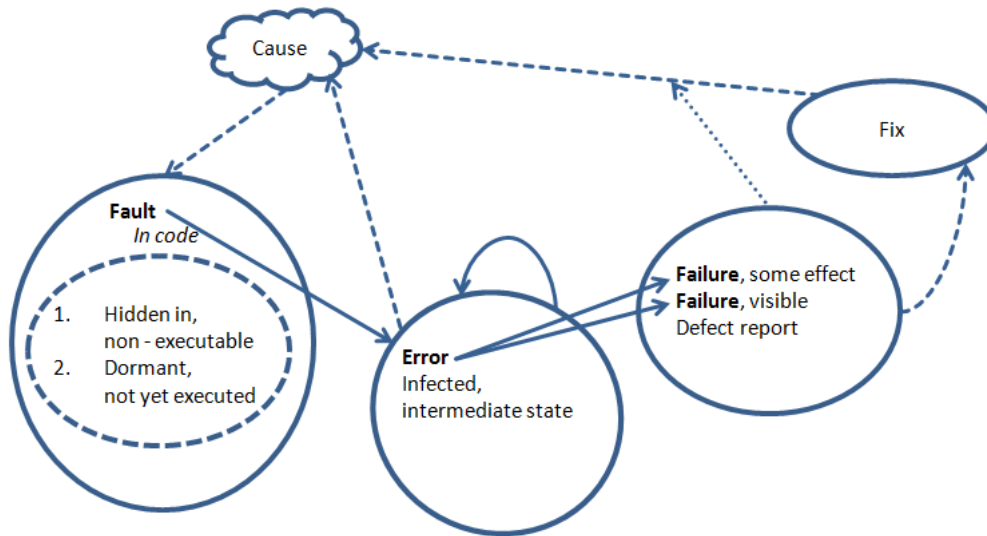 Cause
Fix
Fault
In code
1. Hidden in,
non - executable
2. Dormant,
not yet executed
Error
Infected,
intermediate state
Failure, some effect
Failure, visible
Defect report